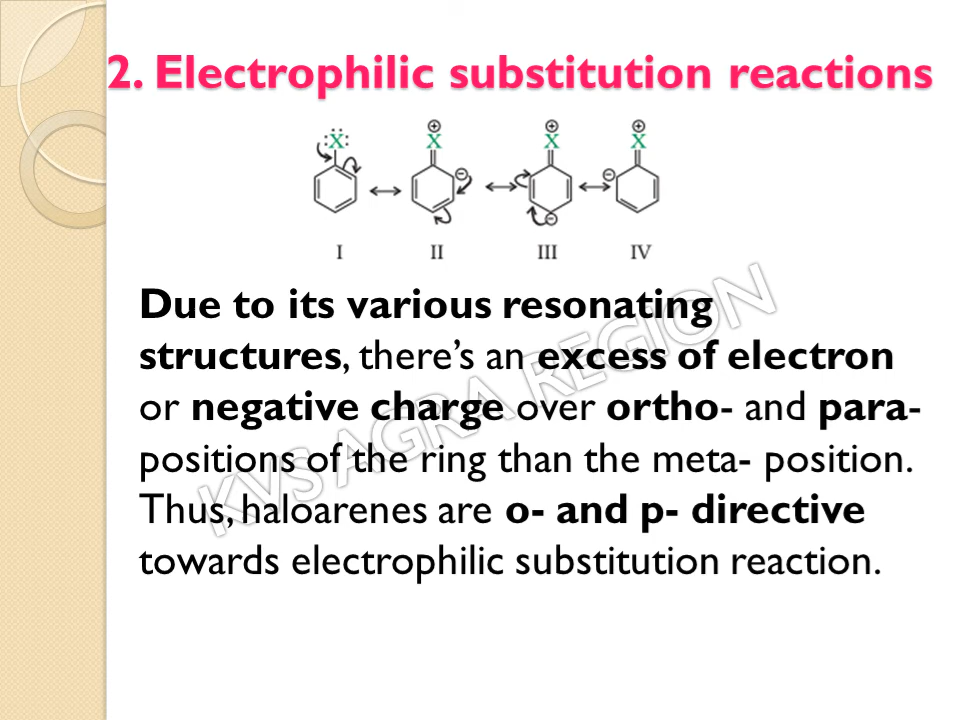 2. Electrophilic substitution reactions
:X: X X X
I II III IV
Due to its various resonating
structures, there’s an excess of electron
or negative charge over ortho- and para-
positions of the ring than the meta- position.
Thus, haloarenes are o- and p- directive
towards electrophilic substitution reaction.
KVS AGRA REGION